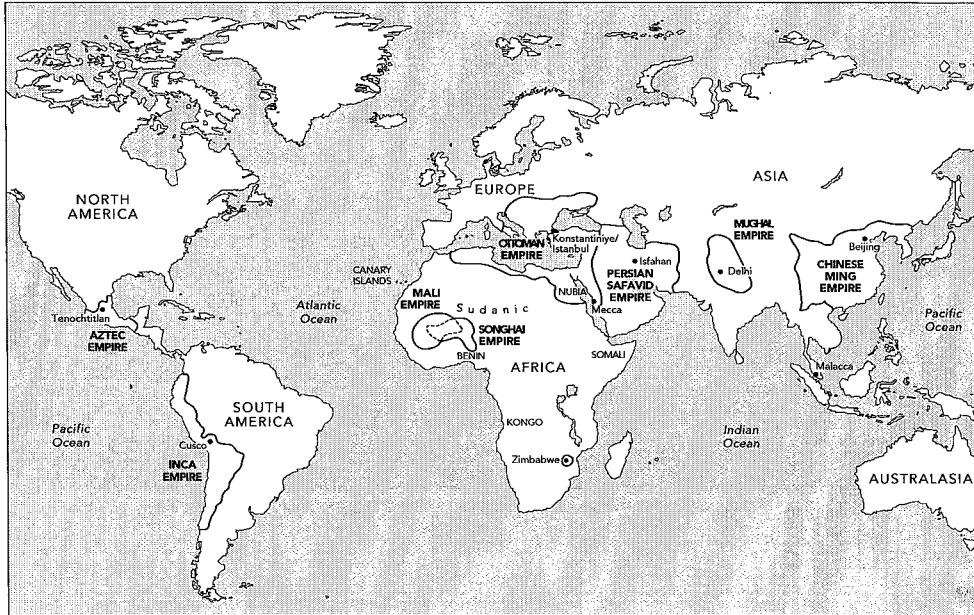 NORTH
AMERICA
EUROPE
ASIA
MUGHAL
EMPIRE
OTTOMAN
EMPIRE
Konstantiniye/
Istanbul
Beijing
Isfahan
Delhi
CHINESE
MING
EMPIRE
PERSIAN
SAFAVID
EMPIRE
CANARY
ISLANDS
MALI
EMPIRE
NUBIA
Mecca
Atlantic
Ocean
Sudanic
Tenochtitlan
AZTEC
EMPIRE
SONGHAI
EMPIRE
BENIN
SOMALI
Pacific
Ocean
AFRICA
Malacca
SOUTH
AMERICA
KONGO
Pacific
Ocean
Indian
Ocean
Cusco
INCA
EMPIRE
Zimbabwe
AUSTRALASIA